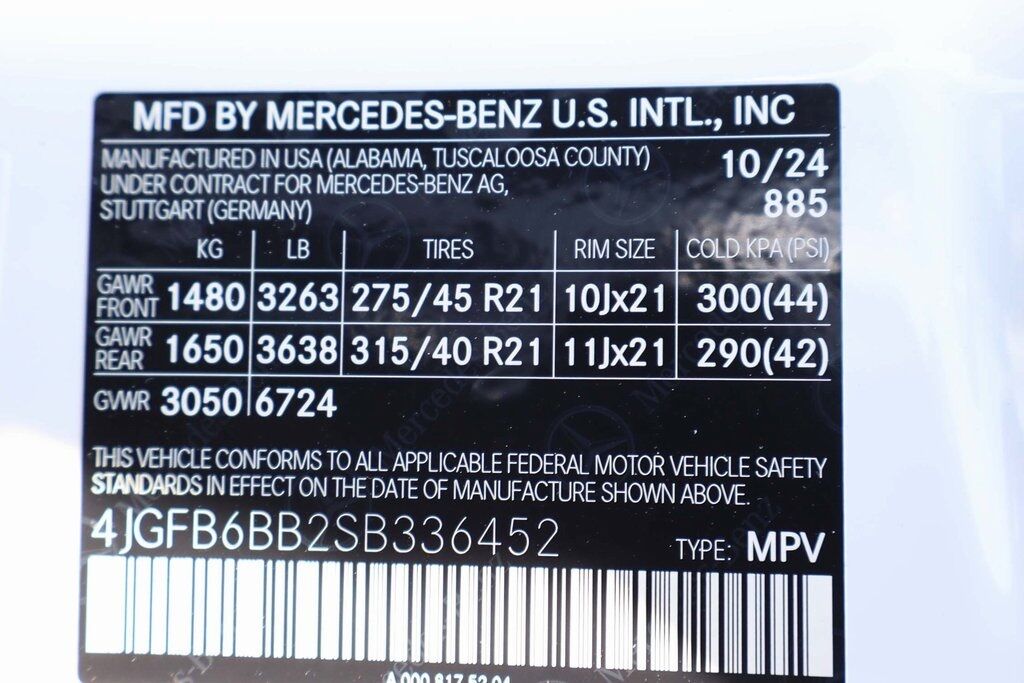 MFD BY MERCEDES-BENZ U.S. INTL., INC
MANUFACTURED IN USA (ALABAMA, TUSCALOOSA COUNTY) 10/24
UNDER CONTRACT FOR MERCEDES-BENZ AG, 885
STUTTGART (GERMANY)
KG LB TIRES RIM SIZE COLD KPA (PSI)
GAWR FRONT 1480 3263 275/45 R21 10Jx21 300(44)
GAWR REAR 1650 3638 315/40 R21 11Jx21 290(42)
GVWR 3050 6724
THIS VEHICLE CONFORMS TO ALL APPLICABLE FEDERAL MOTOR VEHICLE SAFETY
STANDARDS IN EFFECT ON THE DATE OF MANUFACTURE SHOWN ABOVE.
4JGFB6BB2SB336452 TYPE: MPV
A 000 817 52 04